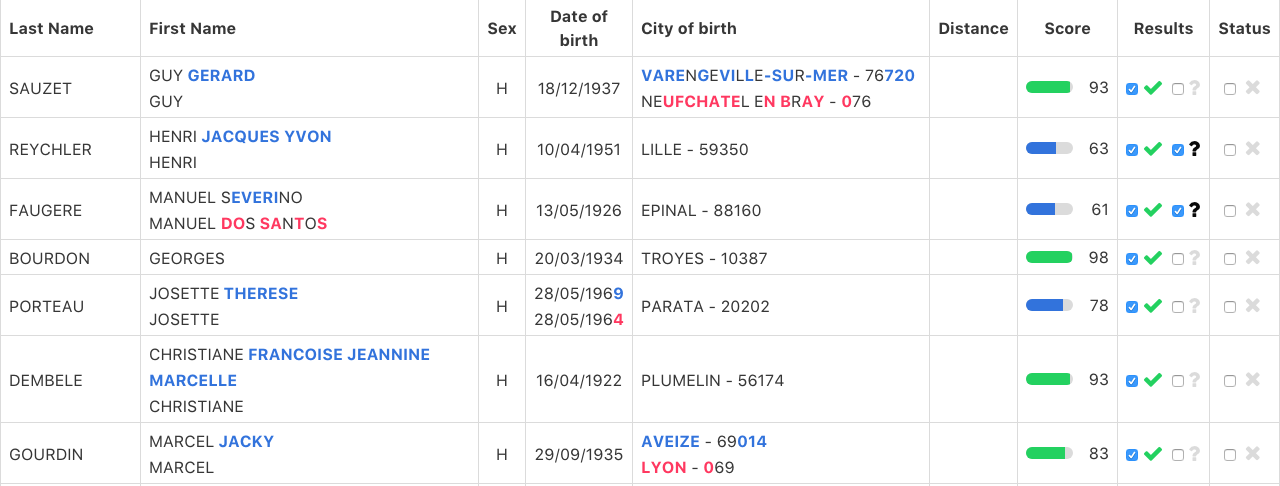 Last Name First Name Sex Date of birth City of birth Distance Score Results Status
SAUZET GUY GERARD H 18/12/1937 VARENGEVILLE-SUR-MER - 76720 93 ?
GUY NEUFCHATEL EN BRAY - 076
REYCHLER HENRI JACQUES YVON H 10/04/1951 LILLE - 59350 63 ?
HENRI
FAUGERE MANUEL SEVERINO H 13/05/1926 EPINAL - 88160 61 ?
MANUEL DOS SANTOS
BOURDON GEORGES H 20/03/1934 TROYES - 10387 98 ?
PORTEAU JOSETTE THERESE H 28/05/1969 PARATA - 20202 78 ?
JOSETTE 28/05/1964
DEMBELE CHRISTIANE FRANCOISE JEANNINE H 16/04/1922 PLUMELIN - 56174 93 ?
MARCELLE
CHRISTIANE
GOURDIN MARCEL JACKY H 29/09/1935 AVEIZE - 69014 83 ?
MARCEL LYON - 069